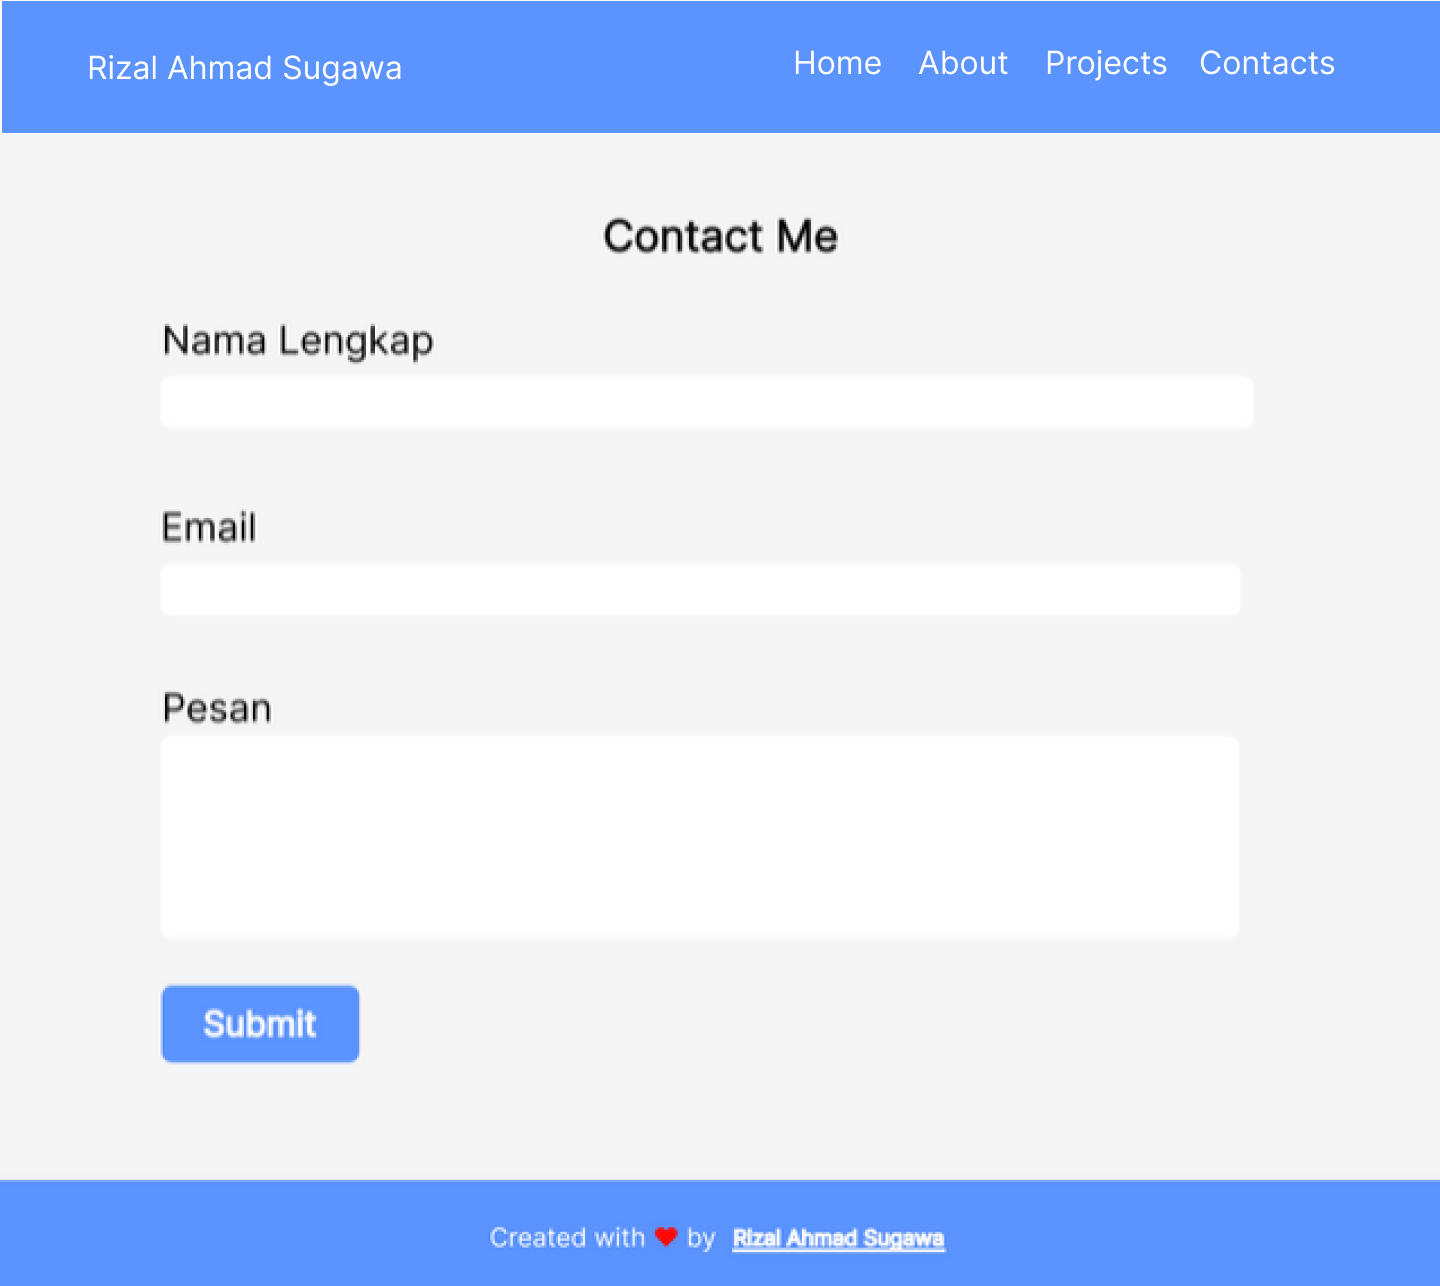 Rizal Ahmad Sugawa
Home About Projects Contacts
Contact Me
Nama Lengkap
Email
Pesan
Submit
Created with ❤ by Rizal Ahmad Sugawa